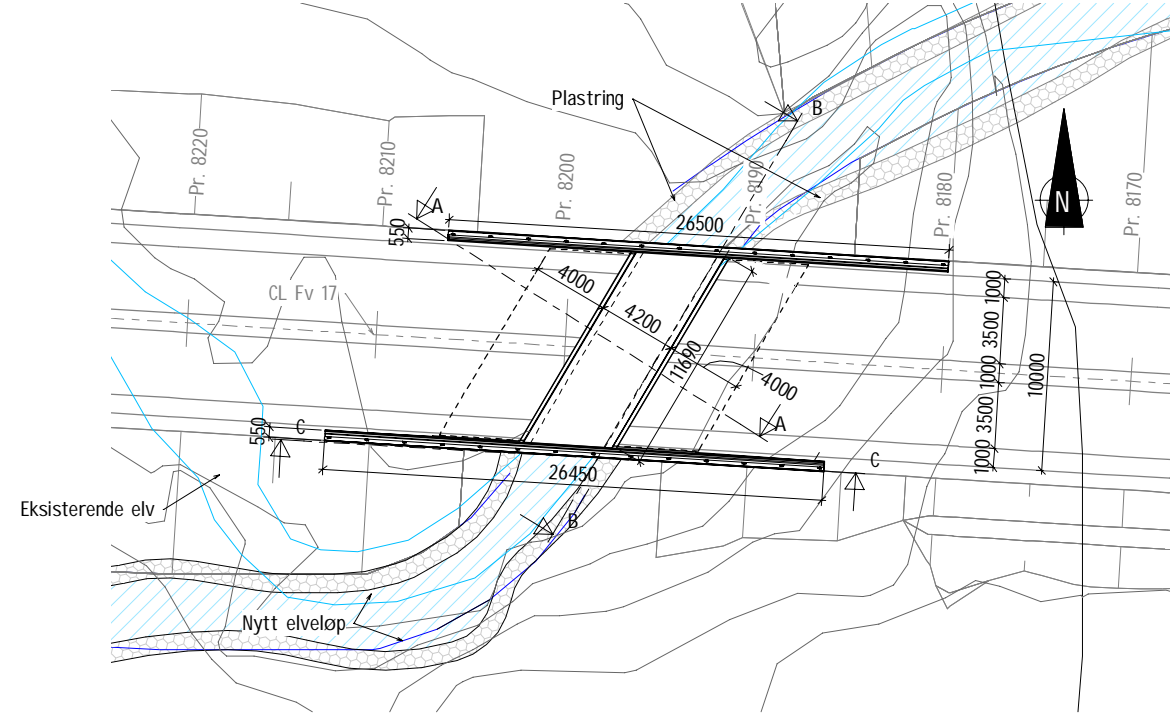 Plastring
B
Pr. 8220
Pr. 8210
Pr. 8200
Pr. 8190
Pr. 8180
Pr. 8170
N
A
26500
550
4000
CL Fv 17
4200
11690
4000
1000
3500
1000
3500
1000
10000
A
550
C
C
26450
Eksisterende elv
B
Nytt elveløp